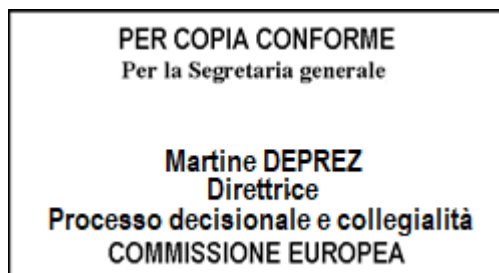 PER COPIA CONFORME
Per la Segretaria generale
Martine DEPREZ
Direttrice
Processo decisionale e collegialità
COMMISSIONE EUROPEA